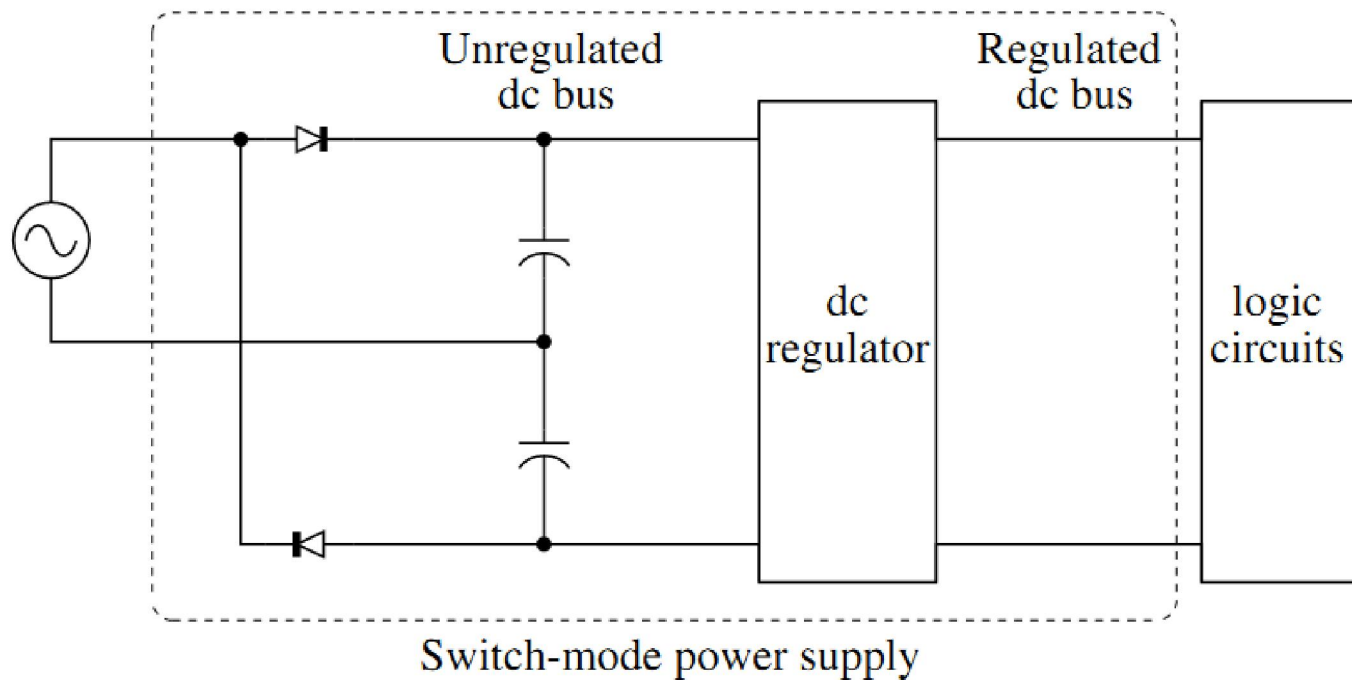 Unregulated
dc bus
Regulated
dc bus
dc
regulator
logic
circuits
Switch-mode power supply